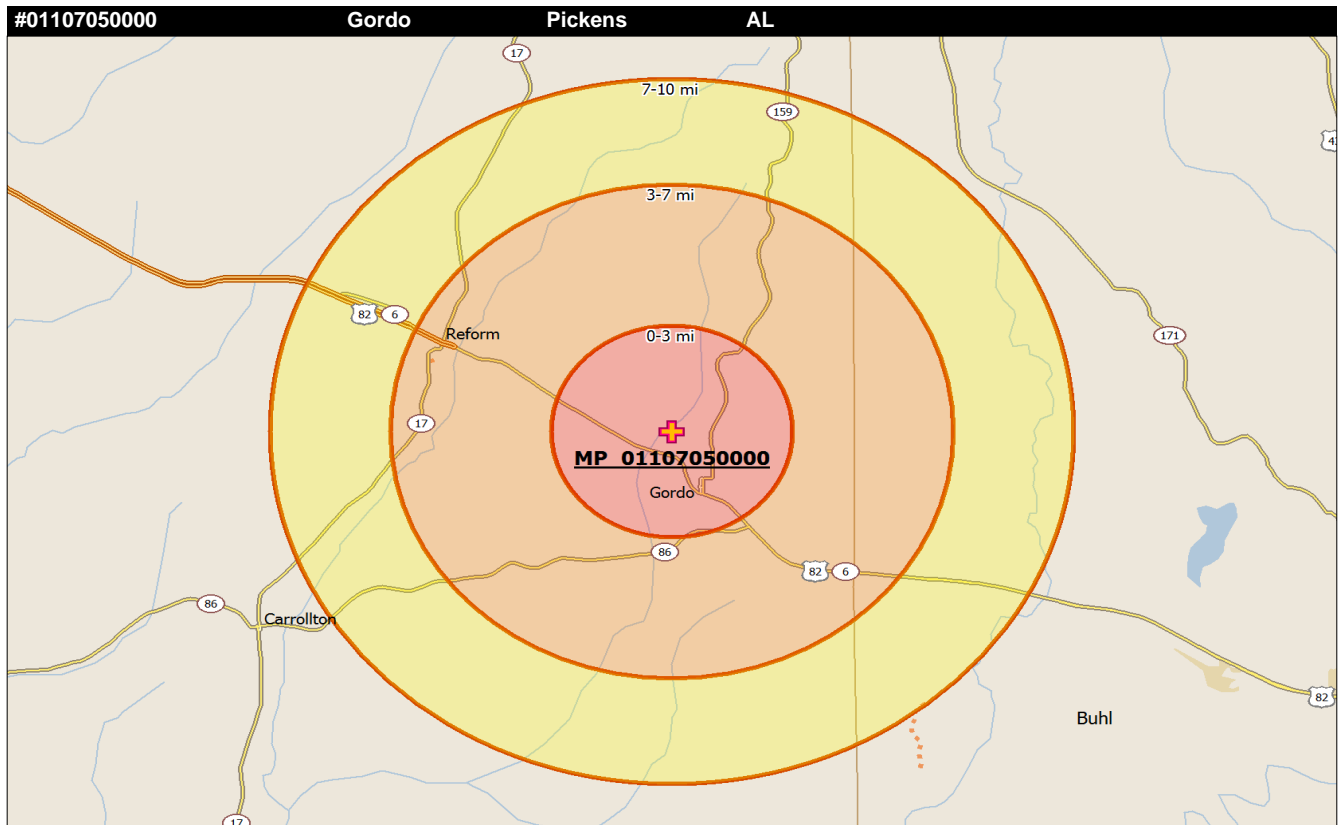 #01107050000 Gordo Pickens AL
17
7-10 mi
159
3-7 mi
82 6
Reform
0-3 mi
171
17
MP 01107050000
Gordo
86
82 6
86
Carrollton
82
Buhl
17